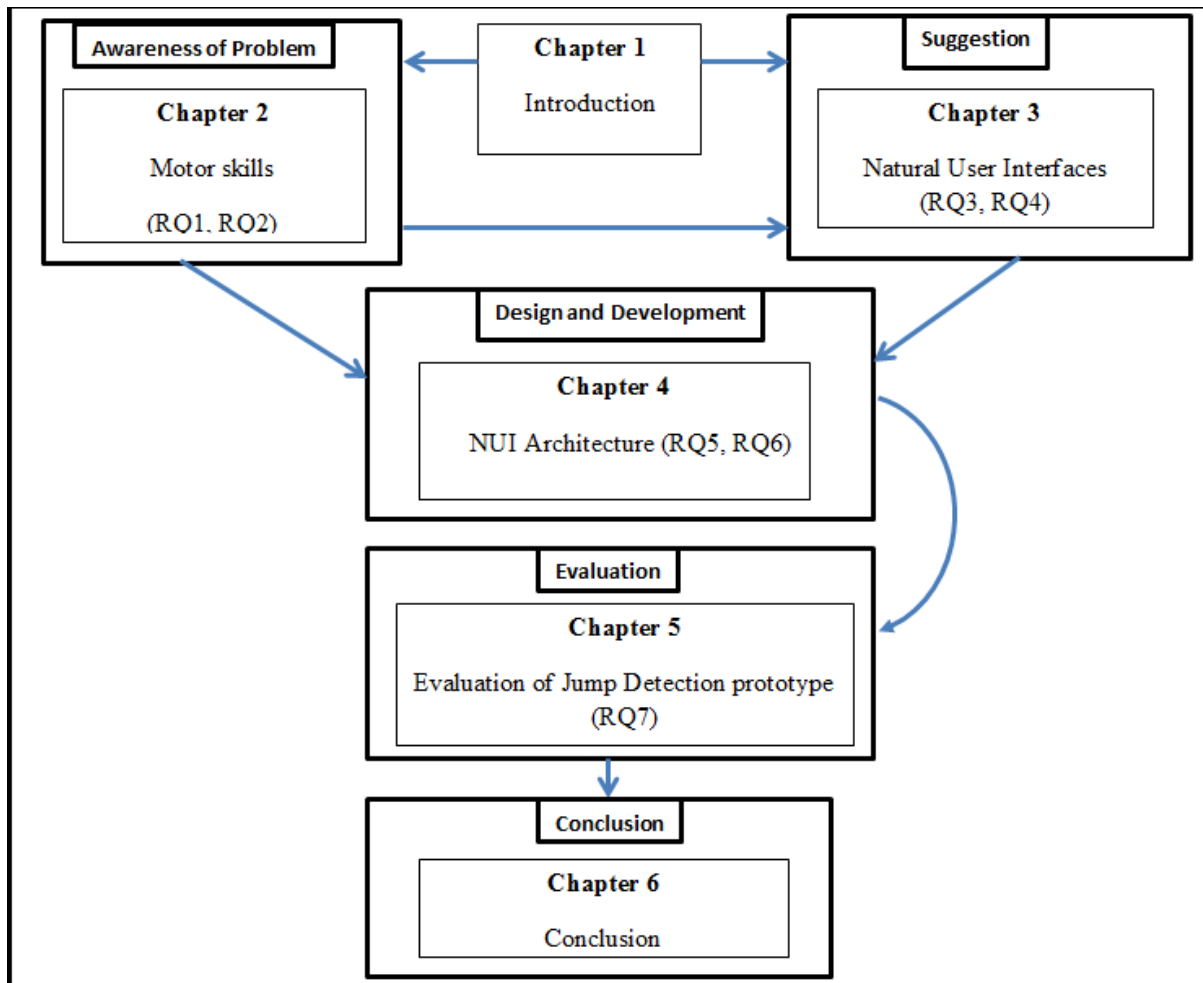 Awareness of Problem
Chapter 2
Motor skills
(RQ1, RQ2)
Chapter 1
Introduction
Suggestion
Chapter 3
Natural User Interfaces
(RQ3, RQ4)
Design and Development
Chapter 4
NUI Architecture (RQ5, RQ6)
Evaluation
Chapter 5
Evaluation of Jump Detection prototype
(RQ7)
Conclusion
Chapter 6
Conclusion